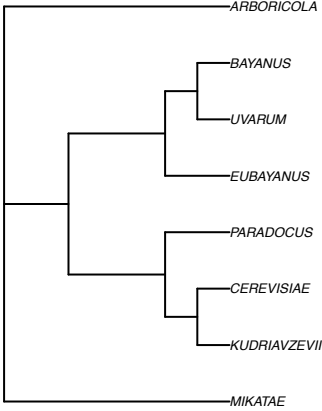 ARBORICOLA
BAYANUS
UVARUM
EUBAYANUS
PARADOCUS
CEREVISIAE
KUDRIAVZEVII
MIKATAE